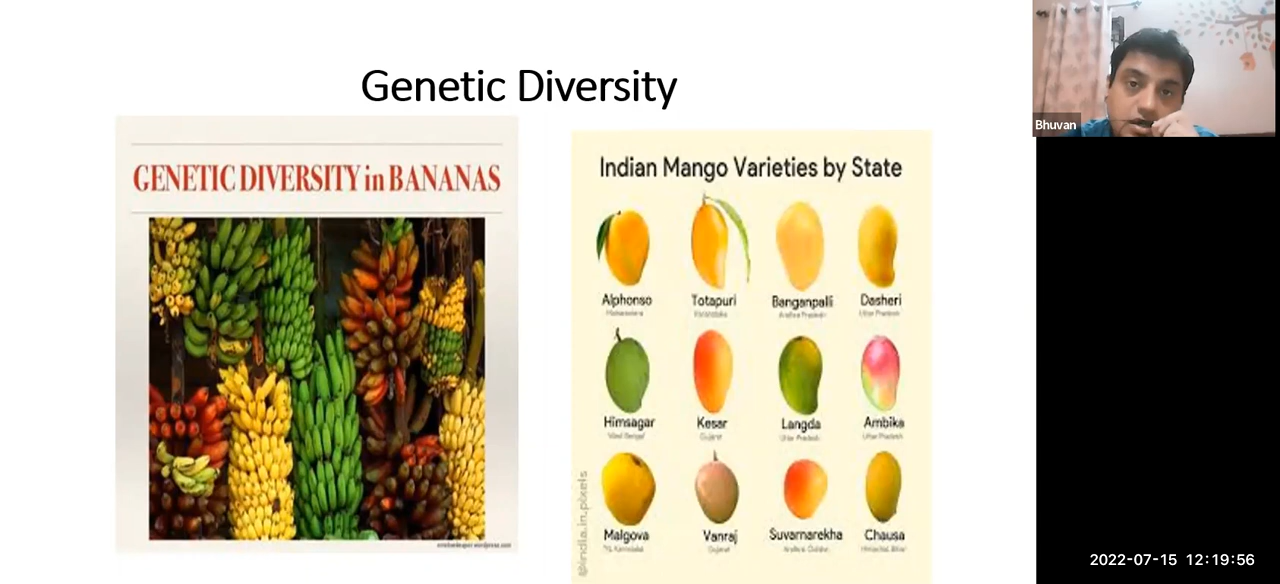 Genetic Diversity
GENETIC DIVERSITY in BANANAS
Indian Mango Varieties by State
Alphonso Totapuri Banganpalli Dasheri
Maharashtra Karnataka Andhra Pradesh Uttar Pradesh
Himsagar Kesar Langda Ambika
West Bengal Gujarat Uttar Pradesh Uttar Pradesh
Malgova Vanraj Suvarnarekha Chausa
Gujarat
@india.in.pixels
Bhuvan
2022-07-15 12:19:56